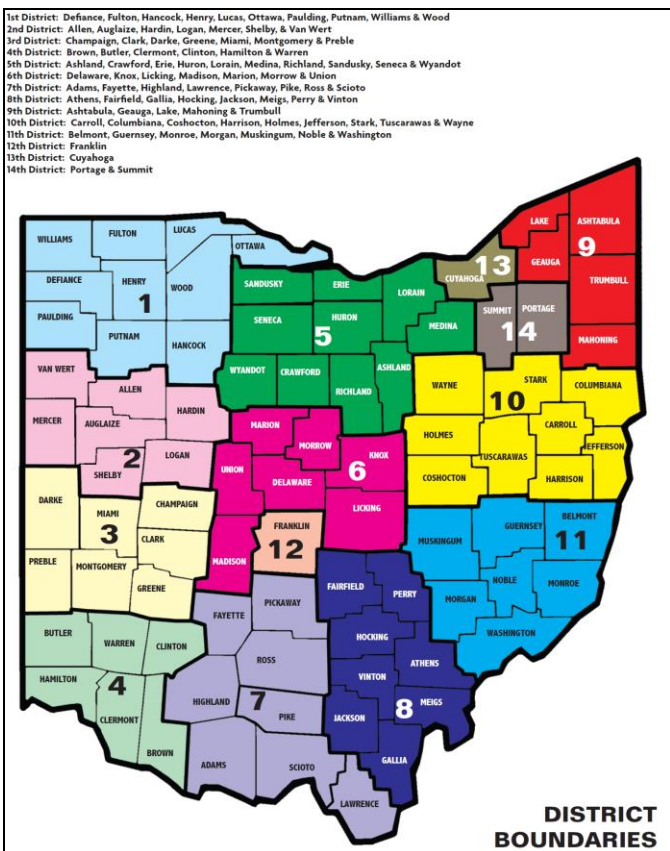 1st District: Defiance, Fulton, Hancock, Henry, Lucas, Ottawa, Paulding, Putnam, Williams & Wood
2nd District: Allen, Auglaize, Hardin, Logan, Mercer, Shelby, & Van Wert
3rd District: Champaign, Clark, Darke, Greene, Miami, Montgomery & Preble
4th District: Brown, Butler, Clermont, Clinton, Hamilton & Warren
5th District: Ashland, Crawford, Erie, Huron, Lorain, Medina, Richland, Sandusky, Seneca & Wyandot
6th District: Delaware, Knox, Licking, Madison, Marion, Morrow & Union
7th District: Adams, Fayette, Highland, Lawrence, Pickaway, Pike, Ross & Scioto
8th District: Athens, Fairfield, Gallia, Hocking, Jackson, Meigs, Perry & Vinton
9th District: Ashtabula, Geauga, Lake, Mahoning & Trumbull
10th District: Carroll, Columbiana, Coshocton, Harrison, Holmes, Jefferson, Stark, Tuscarawas & Wayne
11th District: Belmont, Guernsey, Monroe, Morgan, Muskingum, Noble & Washington
12th District: Franklin
13th District: Cuyahoga
14th District: Portage & Summit
WILLIAMS
FULTON
LUCAS
OTTAWA
DEFIANCE
HENRY
WOOD
1
PAULDING
PUTNAM
HANCOCK
SANDUSKY
ERIE
LORAIN
SENECA
HURON
MEDINA
5
WYANDOT
CRAWFORD
RICHLAND
ASHLAND
CUYAHOGA
13
LAKE
ASHTABULA
GEAUGA
9
TRUMBULL
MAHONING
SUMMIT
PORTAGE
14
VAN WERT
ALLEN
HARDIN
MERCER
AUGLAIZE
LOGAN
SHELBY
2
MARION
MORROW
KNOX
UNION
6
DELAWARE
LICKING
MADISON
WAYNE
STARK
COLUMBIANA
10
CARROLL
HOLMES
TUSCARAWAS
JEFFERSON
COSHOCTON
HARRISON
DARKE
MIAMI
CHAMPAIGN
3
CLARK
PREBLE
MONTGOMERY
GREENE
FRANKLIN
12
MUSKINGUM
GUERNSEY
BELMONT
11
NOBLE
MONROE
MORGAN
WASHINGTON
BUTLER
WARREN
CLINTON
HAMILTON
4
CLERMONT
BROWN
FAYETTE
PICKAWAY
ROSS
HIGHLAND
7
PIKE
ADAMS
SCIOTO
LAWRENCE
FAIRFIELD
PERRY
HOCKING
ATHENS
VINTON
MEIGS
8
JACKSON
GALLIA
DISTRICT
BOUNDARIES